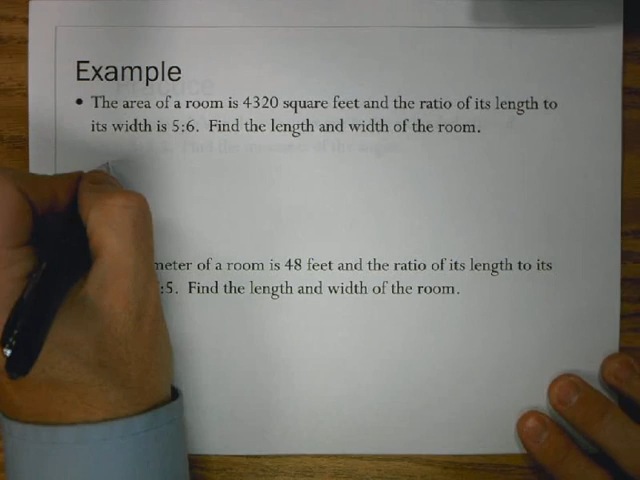 Example
• The area of a room is 4320 square feet and the ratio of its length to
its width is 5:6. Find the length and width of the room.
of a room is 48 feet and the ratio of its length to its
:5. Find the length and width of the room.